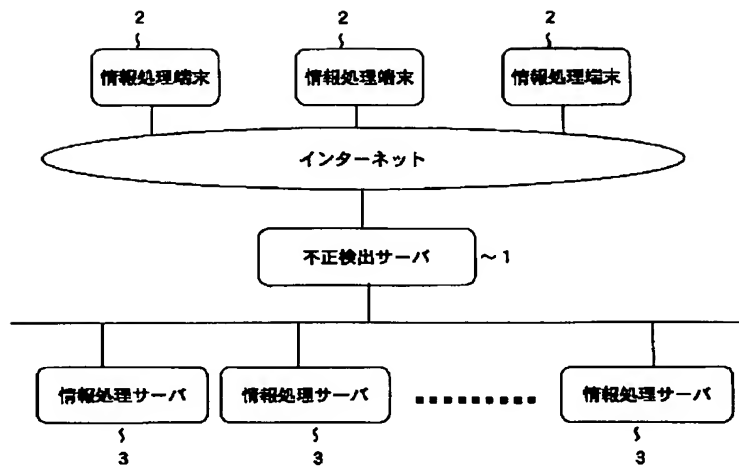 2 2 2
情報処理端末 情報処理端末 情報処理端末
インターネット
不正検出サーバ ～1
情報処理サーバ 情報処理サーバ 情報処理サーバ
3 3 3